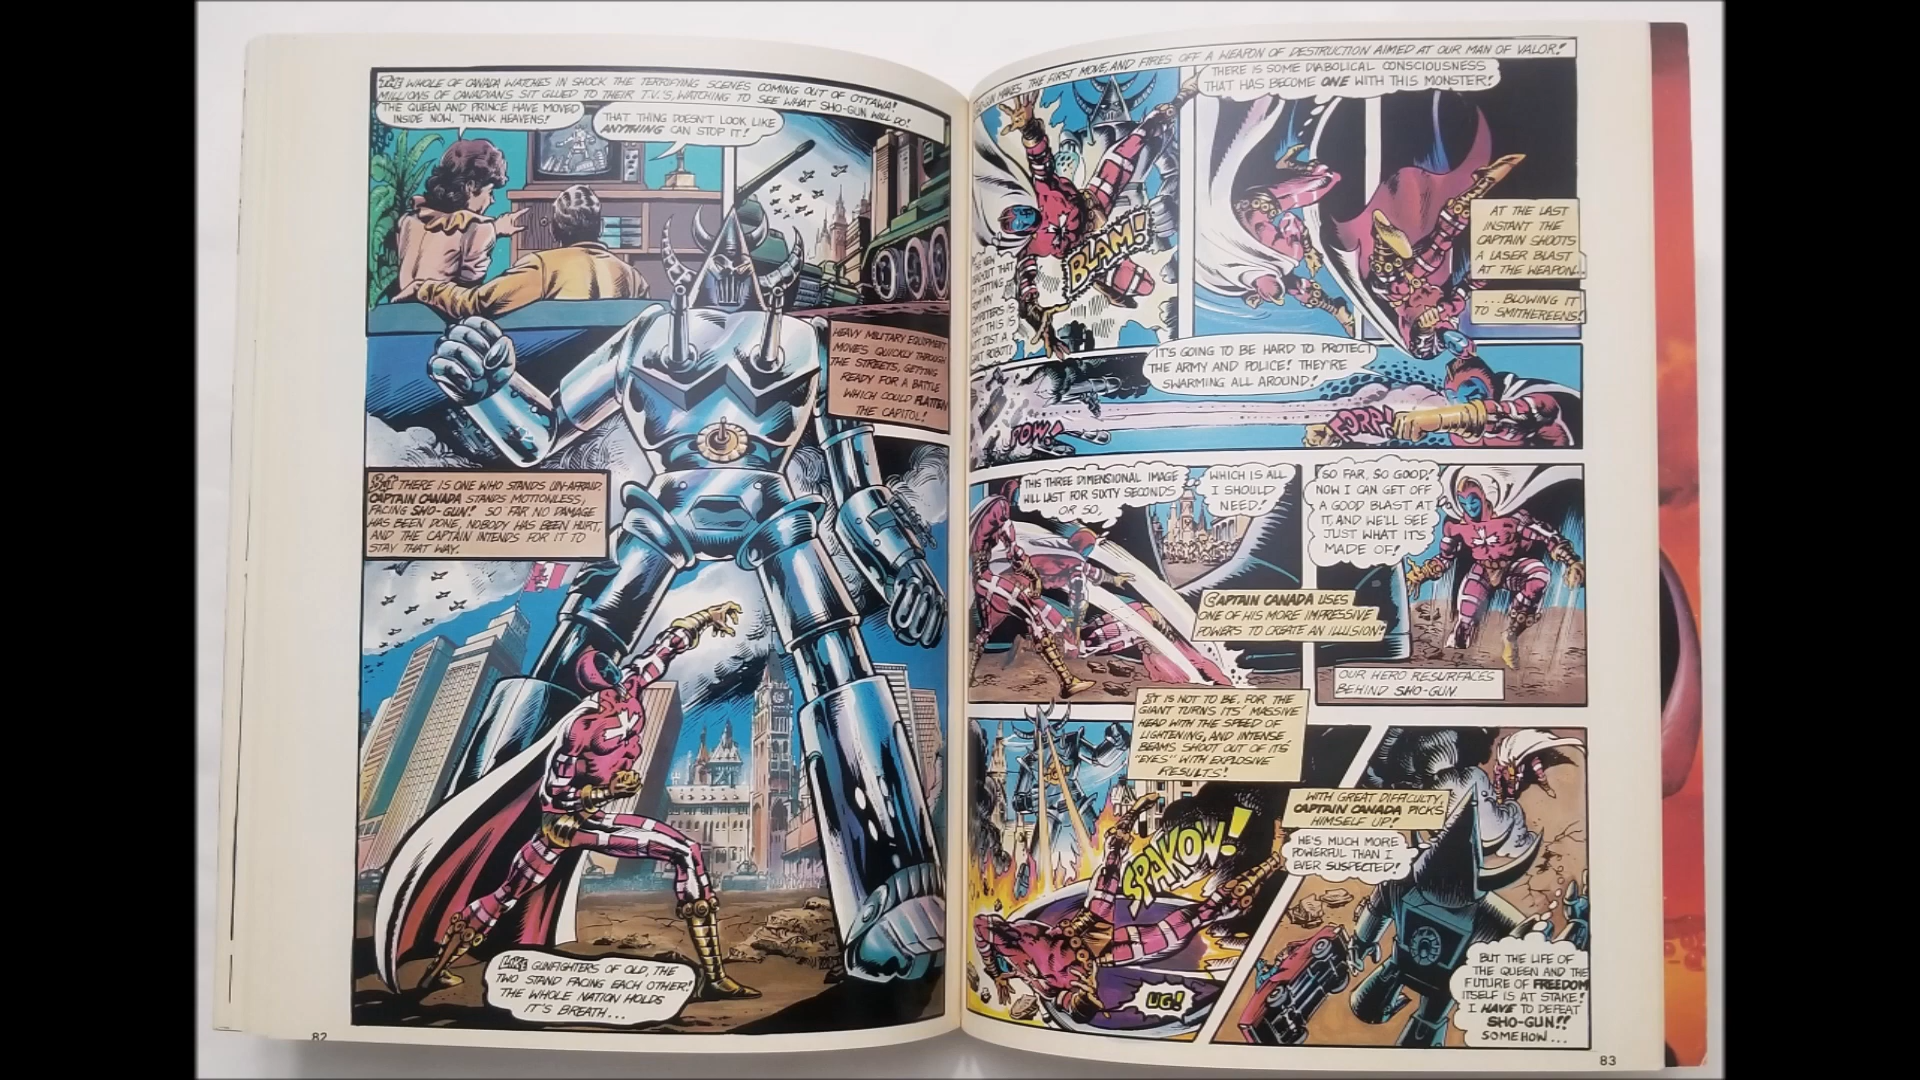 THE WHOLE OF CANADA WATCHES IN SHOCK THE TERRIFYING SCENES COMING OUT OF OTTAWA!
MILLIONS OF CANADIANS SIT GLUED TO THEIR T.V.'S, WATCHING TO SEE WHAT SHO-GUN WILL DO!
THE QUEEN AND PRINCE HAVE MOVED
INSIDE NOW, THANK HEAVENS!
THAT THING DOESN'T LOOK LIKE
ANYTHING CAN STOP IT!
HEAVY MILITARY EQUIPMENT
MOVES QUICKLY THROUGH
THE STREETS, GETTING
READY FOR A BATTLE
WHICH COULD FLATTEN
THE CAPITOL!
BUT THERE IS ONE WHO STANDS UN-AFRAID.
CAPTAIN CANADA STANDS MOTIONLESS,
FACING SHO-GUN! SO FAR NO DAMAGE
HAS BEEN DONE, NOBODY HAS BEEN HURT,
AND THE CAPTAIN INTENDS FOR IT TO
STAY THAT WAY.
LIKE GUNFIGHTERS OF OLD, THE
TWO STAND FACING EACH OTHER!
THE WHOLE NATION HOLDS
IT'S BREATH...
82
MAKES THE FIRST MOVE, AND FIRES OFF A WEAPON OF DESTRUCTION AIMED AT OUR MAN OF VALOR!
THERE IS SOME DIABOLICAL CONSCIOUSNESS
THAT HAS BECOME ONE WITH THIS MONSTER!
BLAM!
THAT
GETTING
IS
THIS IS
JUST A
ROBOT!
AT THE LAST
INSTANT THE
CAPTAIN SHOOTS
A LASER BLAST
AT THE WEAPON..
...BLOWING IT
TO SMITHEREENS!
IT'S GOING TO BE HARD TO PROTECT
THE ARMY AND POLICE! THEY'RE
SWARMING ALL AROUND!
POW!
FORP!
THIS THREE DIMENSIONAL IMAGE
WILL LAST FOR SIXTY SECONDS
OR SO,
WHICH IS ALL
I SHOULD
NEED!
CAPTAIN CANADA USES
ONE OF HIS MORE IMPRESSIVE
POWERS TO CREATE AN ILLUSION!
SO FAR, SO GOOD!
NOW I CAN GET OFF
A GOOD BLAST AT
IT, AND WE'LL SEE
JUST WHAT IT'S
MADE OF!
OUR HERO RESURFACES
BEHIND SHO-GUN.
IT IS NOT TO BE, FOR THE
GIANT TURNS ITS' MASSIVE
HEAD WITH THE SPEED OF
LIGHTENING, AND INTENSE
BEAMS SHOOT OUT OF ITS'
"EYES" WITH EXPLOSIVE
RESULTS!
SPAKOW!
UG!
WITH GREAT DIFFICULTY,
CAPTAIN CANADA PICKS
HIMSELF UP!
HE'S MUCH MORE
POWERFUL THAN I
EVER SUSPECTED!
BUT THE LIFE OF
THE QUEEN AND THE
FUTURE OF FREEDOM
ITSELF IS AT STAKE!
I HAVE TO DEFEAT
SHO-GUN!!
SOMEHOW...
83